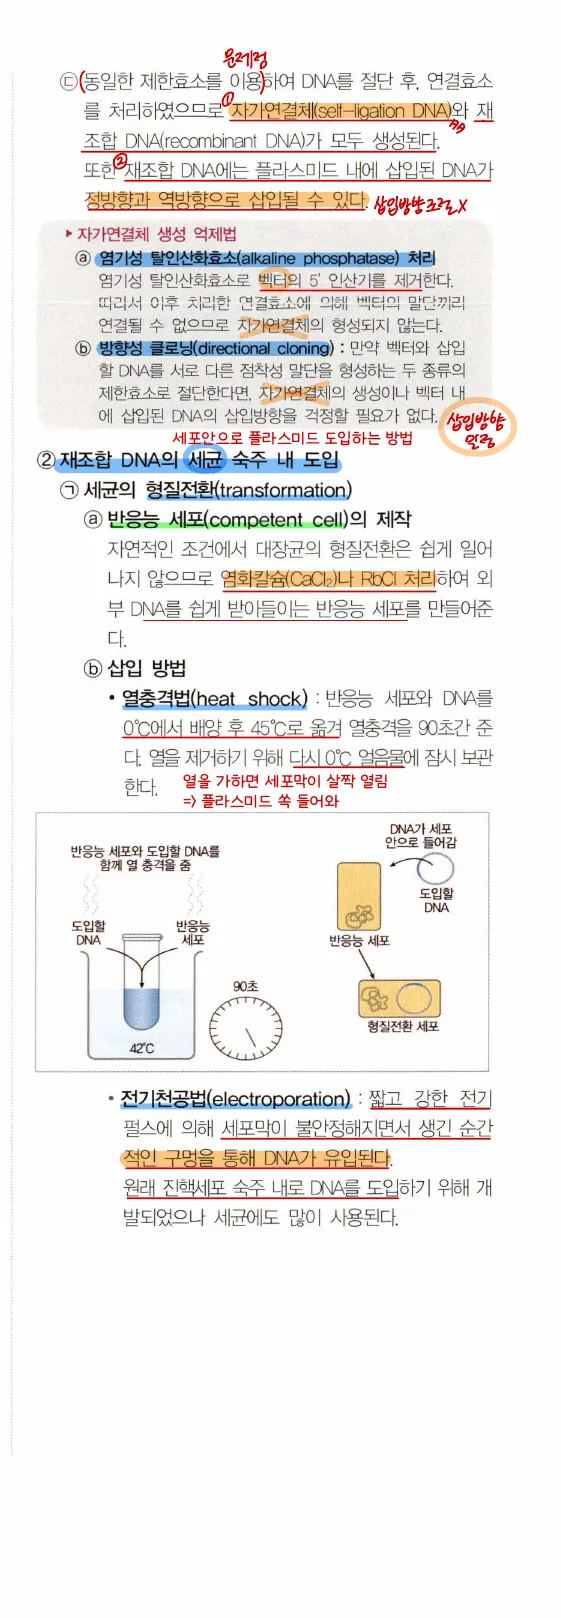 문제점
㉢ (동일한 제한효소를 이용)하여 DNA를 절단 후, 연결효소
를 처리하였으므로 ① 자가연결체(self-ligation DNA)와 재
조합 DNA(recombinant DNA)가 모두 생성된다.
또한 ② 재조합 DNA에는 플라스미드 내에 삽입된 DNA가
정방향과 역방향으로 삽입될 수 있다. 삽입방향조절X
▶ 자가연결체 생성 억제법
ⓐ 염기성 탈인산화효소(alkaline phosphatase) 처리
염기성 탈인산화효소로 벡터의 5' 인산기를 제거한다.
따라서 이후 처리한 연결효소에 의해 벡터의 말단끼리
연결될 수 없으므로 자가연결체의 형성되지 않는다.
ⓑ 방향성 클로닝(directional cloning) : 만약 벡터와 삽입
할 DNA를 서로 다른 점착성 말단을 형성하는 두 종류의
제한효소로 절단한다면, 자가연결체의 생성이나 벡터 내
에 삽입된 DNA의 삽입방향을 걱정할 필요가 없다.
삽입방향
세포안으로 플라스미드 도입하는 방법
② 재조합 DNA의 세균 숙주 내 도입
㉠ 세균의 형질전환(transformation)
ⓐ 반응능 세포(competent cell)의 제작
자연적인 조건에서 대장균의 형질전환은 쉽게 일어
나지 않으므로 염화칼슘(CaCl₂)나 RbCl 처리하여 외
부 DNA를 쉽게 받아들이는 반응능 세포를 만들어준
다.
ⓑ 삽입 방법
• 열충격법(heat shock) : 반응능 세포와 DNA를
0℃에서 배양 후 45℃로 옮겨 열충격을 90초간 준
다. 열을 제거하기 위해 다시 0℃ 얼음물에 잠시 보관
한다.
열을 가하면 세포막이 살짝 열림
=> 플라스미드 쏙 들어와
반응능 세포와 도입할 DNA를
함께 열 충격을 줌
도입할
DNA
반응능
세포
90초
42℃
DNA가 세포
안으로 들어감
도입할
DNA
반응능 세포
형질전환 세포
• 전기천공법(electroporation) : 짧고 강한 전기
펄스에 의해 세포막이 불안정해지면서 생긴 순간
적인 구멍을 통해 DNA가 유입된다.
원래 진핵세포 숙주 내로 DNA를 도입하기 위해 개
발되었으나 세균에도 많이 사용된다.